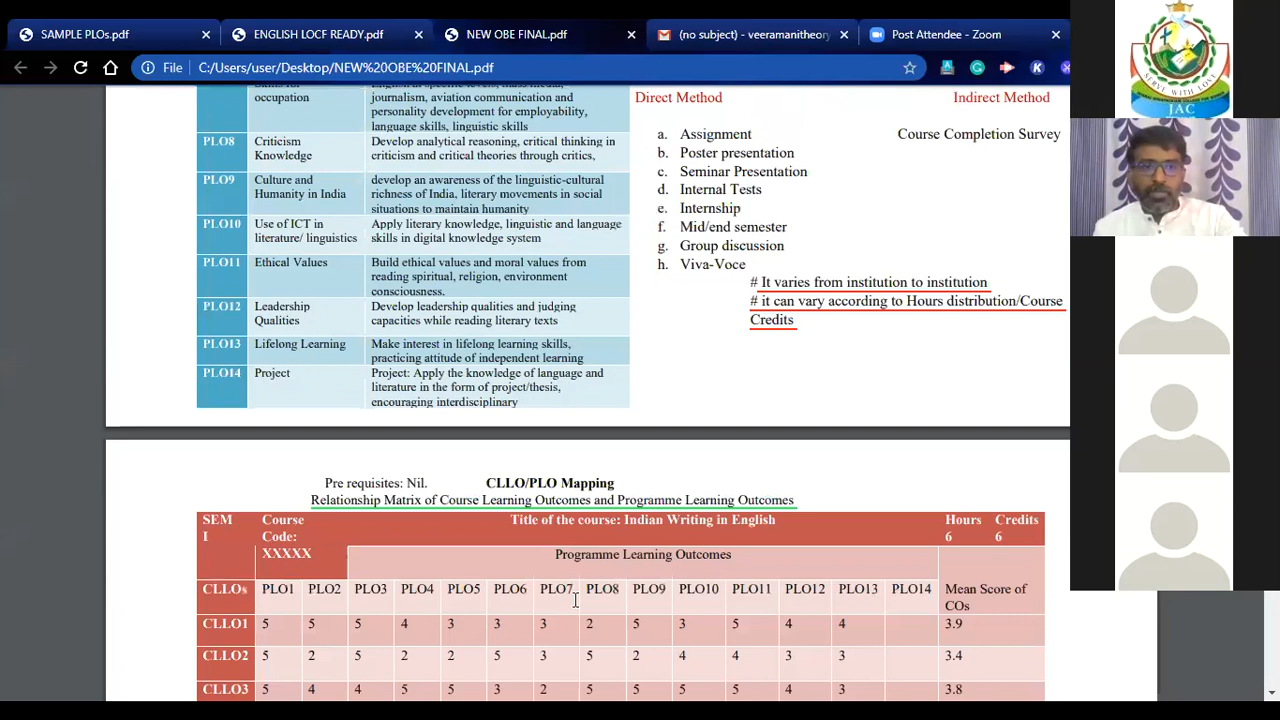 SAMPLE PLOs.pdf
ENGLISH LOCF READY.pdf
NEW OBE FINAL.pdf
(no subject) - veeramanitheory
Post Attendee - Zoom
File C:/Users/user/Desktop/NEW%20OBE%20FINAL.pdf
Skills for
occupation
English in specific levels, mass media,
journalism, aviation communication and
personality development for employability,
language skills, linguistic skills
PLO8 Criticism
Knowledge
Develop analytical reasoning, critical thinking in
criticism and critical theories through critics,
PLO9 Culture and
Humanity in India
develop an awareness of the linguistic-cultural
richness of India, literary movements in social
situations to maintain humanity
PLO10 Use of ICT in
literature/ linguistics
Apply literary knowledge, linguistic and language
skills in digital knowledge system
PLO11 Ethical Values
Build ethical values and moral values from
reading spiritual, religion, environment
consciousness.
PLO12 Leadership
Qualities
Develop leadership qualities and judging
capacities while reading literary texts
PLO13 Lifelong Learning
Make interest in lifelong learning skills,
practicing attitude of independent learning
PLO14 Project
Project: Apply the knowledge of language and
literature in the form of project/thesis,
encouraging interdisciplinary
Direct Method Indirect Method
a. Assignment Course Completion Survey
b. Poster presentation
c. Seminar Presentation
d. Internal Tests
e. Internship
f. Mid/end semester
g. Group discussion
h. Viva-Voce
# It varies from institution to institution
# it can vary according to Hours distribution/Course
Credits
SERVE WITH LOVE
JAC
Pre requisites: Nil. CLLO/PLO Mapping
Relationship Matrix of Course Learning Outcomes and Programme Learning Outcomes
SEM
I
Course
Code:
XXXXX
Title of the course: Indian Writing in English
Hours Credits
6 6
Programme Learning Outcomes
CLLOs PLO1 PLO2 PLO3 PLO4 PLO5 PLO6 PLO7 PLO8 PLO9 PLO10 PLO11 PLO12 PLO13 PLO14 Mean Score of
COs
CLLO1 5 5 5 4 3 3 3 2 5 3 5 4 4 3.9
CLLO2 5 2 5 2 2 5 3 5 2 4 4 3 3 3.4
CLLO3 5 4 4 5 5 3 2 5 5 5 5 4 3 3.8